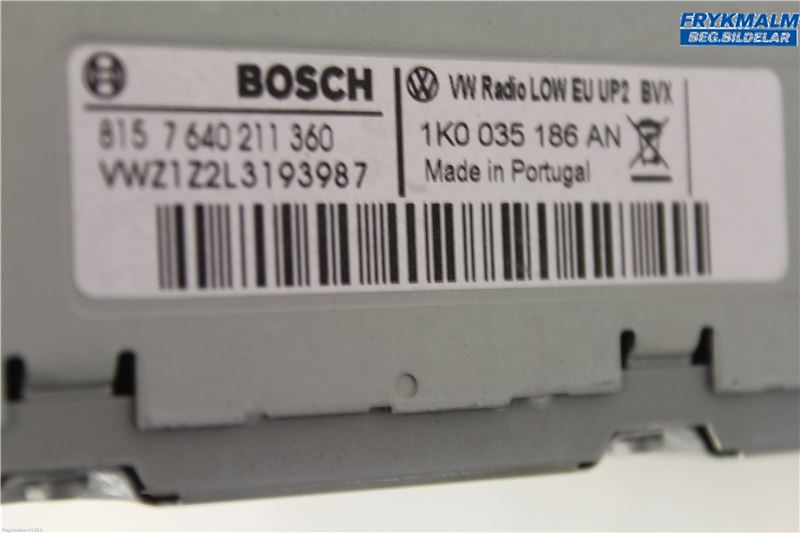 FRYKMALM
BEG.BILDELAR
BOSCH
815 7 640 211 360
VWZ1Z2L3193987
VW Radio LOW EU UP2 BVX
1K0 035 186 AN
Made in Portugal